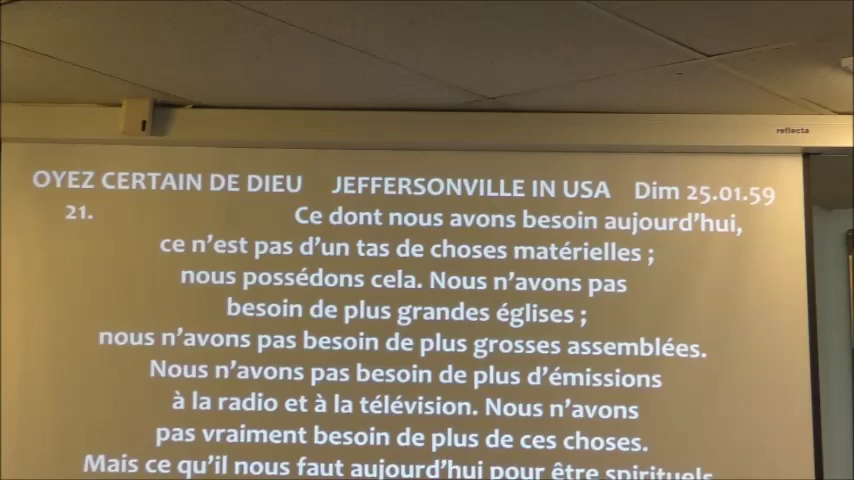 reflecta
OYEZ CERTAIN DE DIEU JEFFERSONVILLE IN USA Dim 25.01.59
21. Ce dont nous avons besoin aujourd'hui,
ce n'est pas d'un tas de choses matérielles ;
nous possédons cela. Nous n'avons pas
besoin de plus grandes églises ;
nous n'avons pas besoin de plus grosses assemblées.
Nous n'avons pas besoin de plus d'émissions
à la radio et à la télévision. Nous n'avons
pas vraiment besoin de plus de ces choses.
Mais ce qu'il nous faut aujourd'hui pour être spirituels